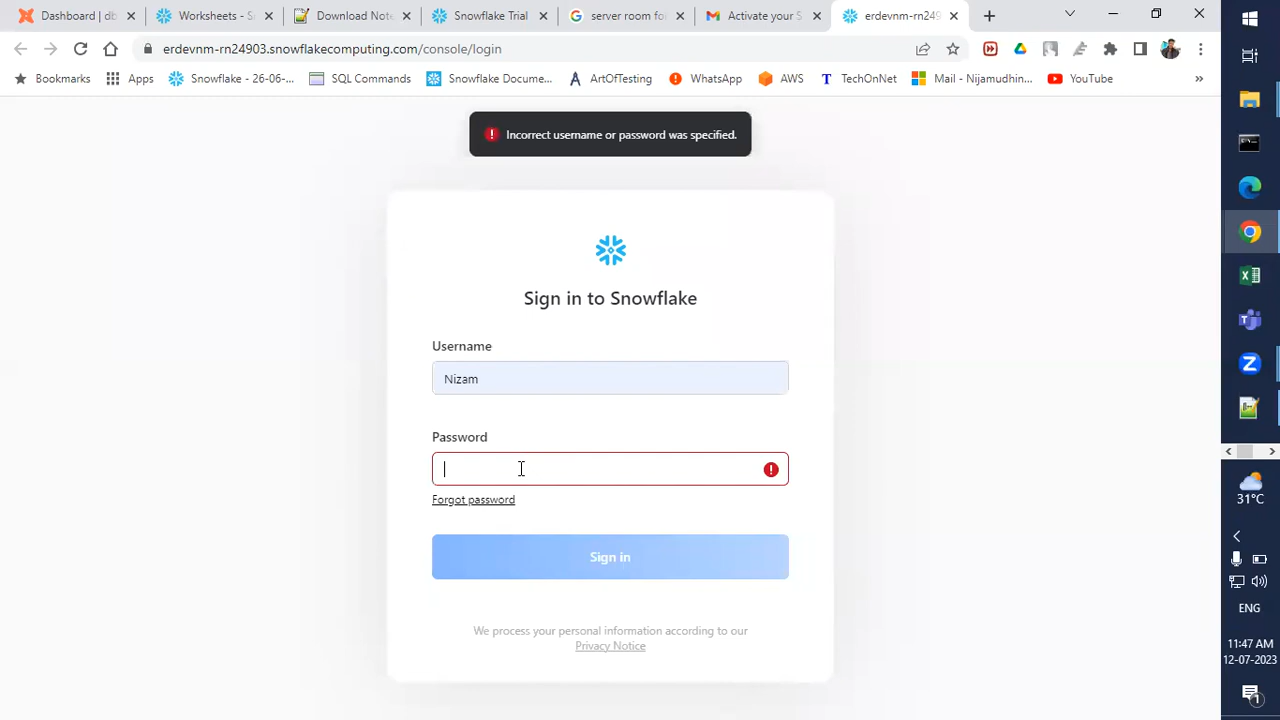 Dashboard | db
Worksheets - S
Download Note
Snowflake Trial
server room fo
Activate your S
erdevnm-rn249
erdevnm-rn24903.snowflakecomputing.com/console/login
Bookmarks
Apps
Snowflake - 26-06-...
SQL Commands
Snowflake Docume...
ArtOfTesting
WhatsApp
AWS
TechOnNet
Mail - Nijamudhin...
YouTube
»
Incorrect username or password was specified.
Sign in to Snowflake
Username
Nizam
Password
Forgot password
Sign in
We process your personal information according to our
Privacy Notice
31°C
ENG
11:47 AM
12-07-2023
1